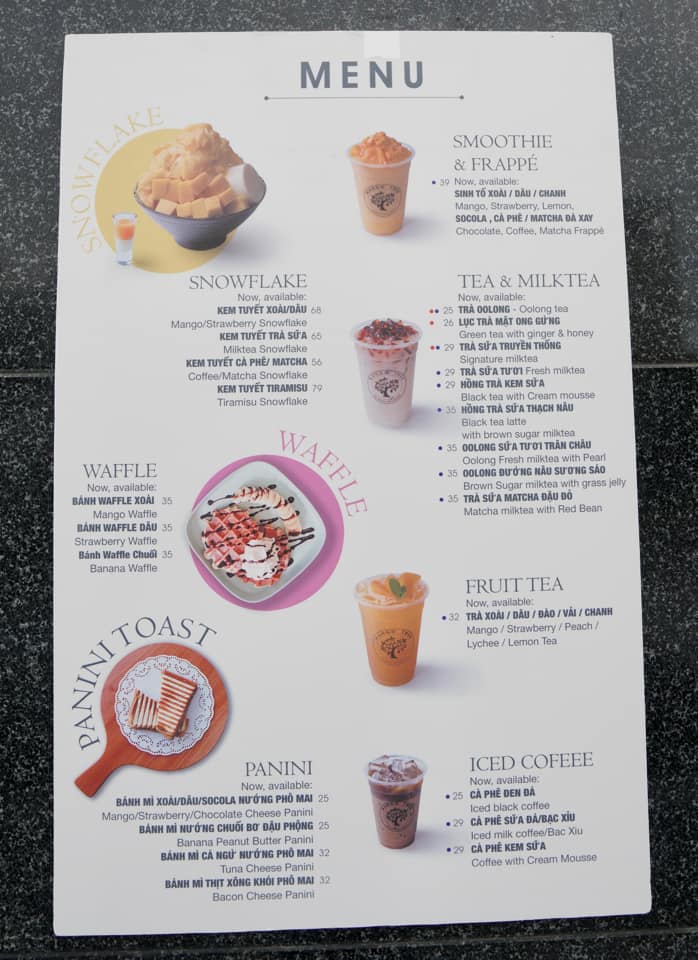 MENU
SNOWFLAKE
SNOWFLAKE
Now, available:
KEM TUYẾT XOÀI/DÂU 68
Mango/Strawberry Snowflake
KEM TUYẾT TRÀ SỮA 65
Milktea Snowflake
KEM TUYẾT CÀ PHÊ/ MATCHA 56
Coffee/Matcha Snowflake
KEM TUYẾT TIRAMISU 79
Tiramisu Snowflake
WAFFLE
WAFFLE
Now, available:
BÁNH WAFFLE XOÀI 35
Mango Waffle
BÁNH WAFFLE DÂU 35
Strawberry Waffle
Bánh Waffle Chuối 35
Banana Waffle
PANINI TOAST
PANINI
Now, available:
BÁNH MÌ XOÀI/DÂU/SOCOLA NƯỚNG PHÔ MAI 25
Mango/Strawberry/Chocolate Cheese Panini
BÁNH MÌ NƯỚNG CHUỐI BƠ ĐẬU PHỘNG 25
Banana Peanut Butter Panini
BÁNH MÌ CÁ NGỪ NƯỚNG PHÔ MAI 32
Tuna Cheese Panini
BÁNH MÌ THỊT XÔNG KHÓI PHÔ MAI 32
Bacon Cheese Panini
SMOOTHIE
& FRAPPÉ
39 Now, available:
SINH TỐ XOÀI / DÂU / CHANH
Mango, Strawberry, Lemon,
SOCOLA , CÀ PHÊ / MATCHA ĐÁ XAY
Chocolate, Coffee, Matcha Frappé
TEA & MILKTEA
Now, available:
25 TRÀ OOLONG - Oolong tea
26 LỤC TRÀ MẬT ONG GỪNG
Green tea with ginger & honey
29 TRÀ SỮA TRUYỀN THỐNG
Signature milktea
29 TRÀ SỮA TƯƠI Fresh milktea
29 HỒNG TRÀ KEM SỮA
Black tea with Cream mousse
35 HỒNG TRÀ SỮA THẠCH NÂU
Black tea latte
with brown sugar milktea
35 OOLONG SỮA TƯƠI TRÂN CHÂU
Oolong Fresh milktea with Pearl
35 OOLONG ĐƯỜNG NÂU SƯƠNG SÁO
Brown Sugar milktea with grass jelly
35 TRÀ SỮA MATCHA ĐẬU ĐỎ
Matcha milktea with Red Bean
FRUIT TEA
Now, available:
32 TRÀ XOÀI / DÂU / ĐÀO / VẢI / CHANH
Mango / Strawberry / Peach /
Lychee / Lemon Tea
ICED COFEEE
Now, available:
25 CÀ PHÊ ĐEN ĐÁ
Iced black coffee
29 CÀ PHÊ SỮA ĐÁ/BẠC XỈU
Iced milk coffee/Bac Xiu
29 CÀ PHÊ KEM SỮA
Coffee with Cream Mousse